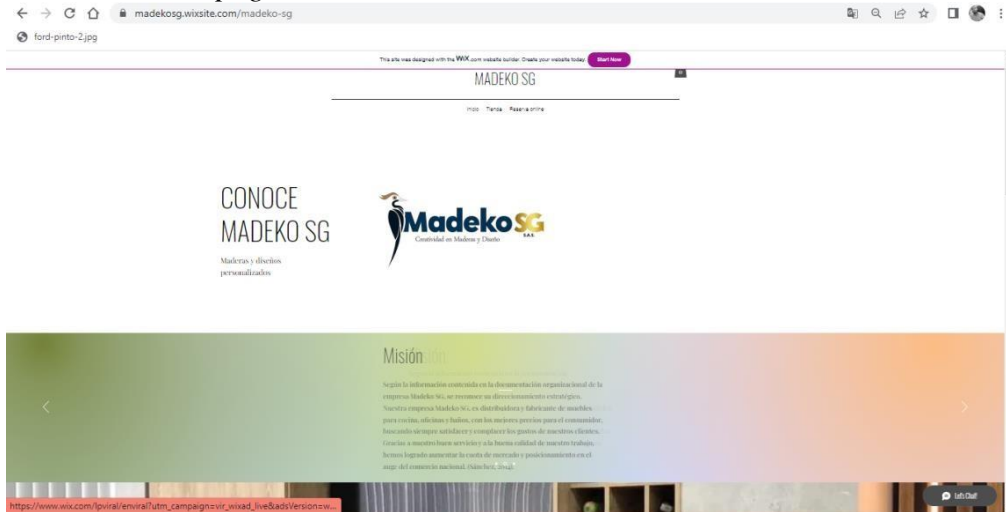 madekosg.wixsite.com/madeko-sg
ford-pinto-2.jpg
This site was designed with the WiX.com website builder. Create your website today. Start Now
MADEKO SG
0
Inicio Tienda Reserva online
CONOCE
MADEKO SG
Maderas y diseños
personalizados
MadekoSG
S.A.S.
Creatividad en Maderas y Diseño
Misión
Según la información contenida en la documentación organizacional de la
empresa Madeko SG, se reconoce su direccionamiento estratégico.
Nuestra empresa Madeko SG, es distribuidora y fabricante de muebles
para cocina, oficinas y baños, con los mejores precios para el consumidor,
buscando siempre satisfacer y complacer los gustos de nuestros clientes.
Gracias a nuestro buen servicio y a la buena calidad de nuestro trabajo,
hemos logrado aumentar la cuota de mercado y posicionamiento en el
auge del comercio nacional. (Sánchez,
Let's Chat!
https://www.wix.com/lpviral/enviral?utm_campaign=vir_wixad_live&adsVersion=w...